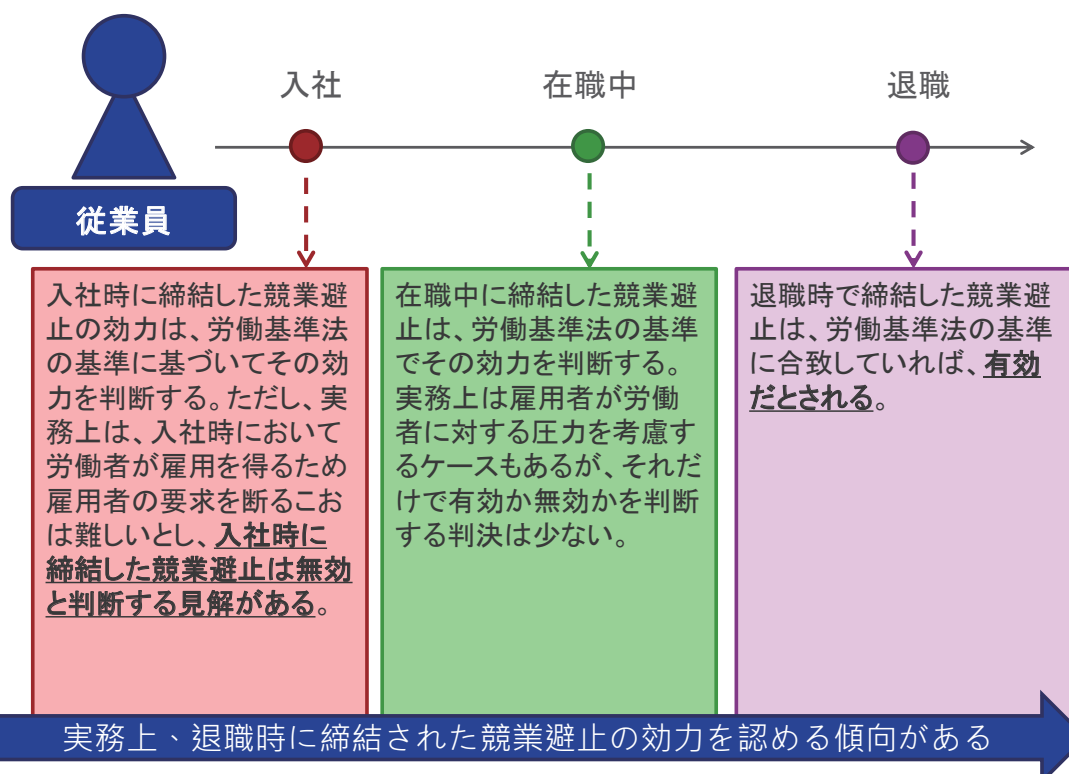 入社
在職中
退職
従業員
入社時に締結した競業避
止の効力は、労働基準法
の基準に基づいてその効
力を判断する。ただし、実
務上は、入社時において
労働者が雇用を得るため
雇用者の要求を断るこお
は難しいとし、入社時に
締結した競業避止は無効
と判断する見解がある。
在職中に締結した競業避
止は、労働基準法の基準
でその効力を判断する。
実務上は雇用者が労働
者に対する圧力を考慮す
るケースもあるが、それだ
けで有効か無効かを判断
する判決は少ない。
退職時で締結した競業避
止は、労働基準法の基準
に合致していれば、有効
だとされる。
実務上、退職時に締結された競業避止の効力を認める傾向がある